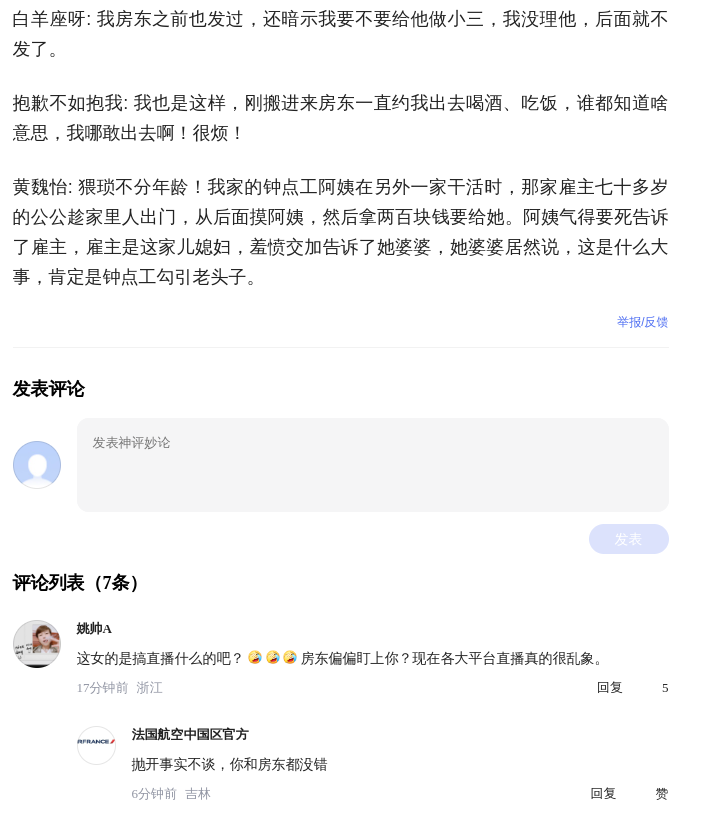 白羊座呀: 我房东之前也发过，还暗示我要不要给他做小三，我没理他，后面就不
发了。
抱歉不如抱我: 我也是这样，刚搬进来房东一直约我出去喝酒、吃饭，谁都知道啥
意思，我哪敢出去啊！很烦！
黄魏怡: 猥琐不分年龄！我家的钟点工阿姨在另外一家干活时，那家雇主七十多岁
的公公趁家里人出门，从后面摸阿姨，然后拿两百块钱要给她。阿姨气得要死告诉
了雇主，雇主是这家儿媳妇，羞愤交加告诉了她婆婆，她婆婆居然说，这是什么大
事，肯定是钟点工勾引老头子。
举报/反馈
发表评论
发表神评妙论
发表
评论列表（7条）
姚帅A
这女的是搞直播什么的吧？🤣🤣🤣房东偏偏盯上你？现在各大平台直播真的很乱象。
17分钟前 浙江 回复 5
法国航空中国区官方
抛开事实不谈，你和房东都没错
6分钟前 吉林 回复 赞